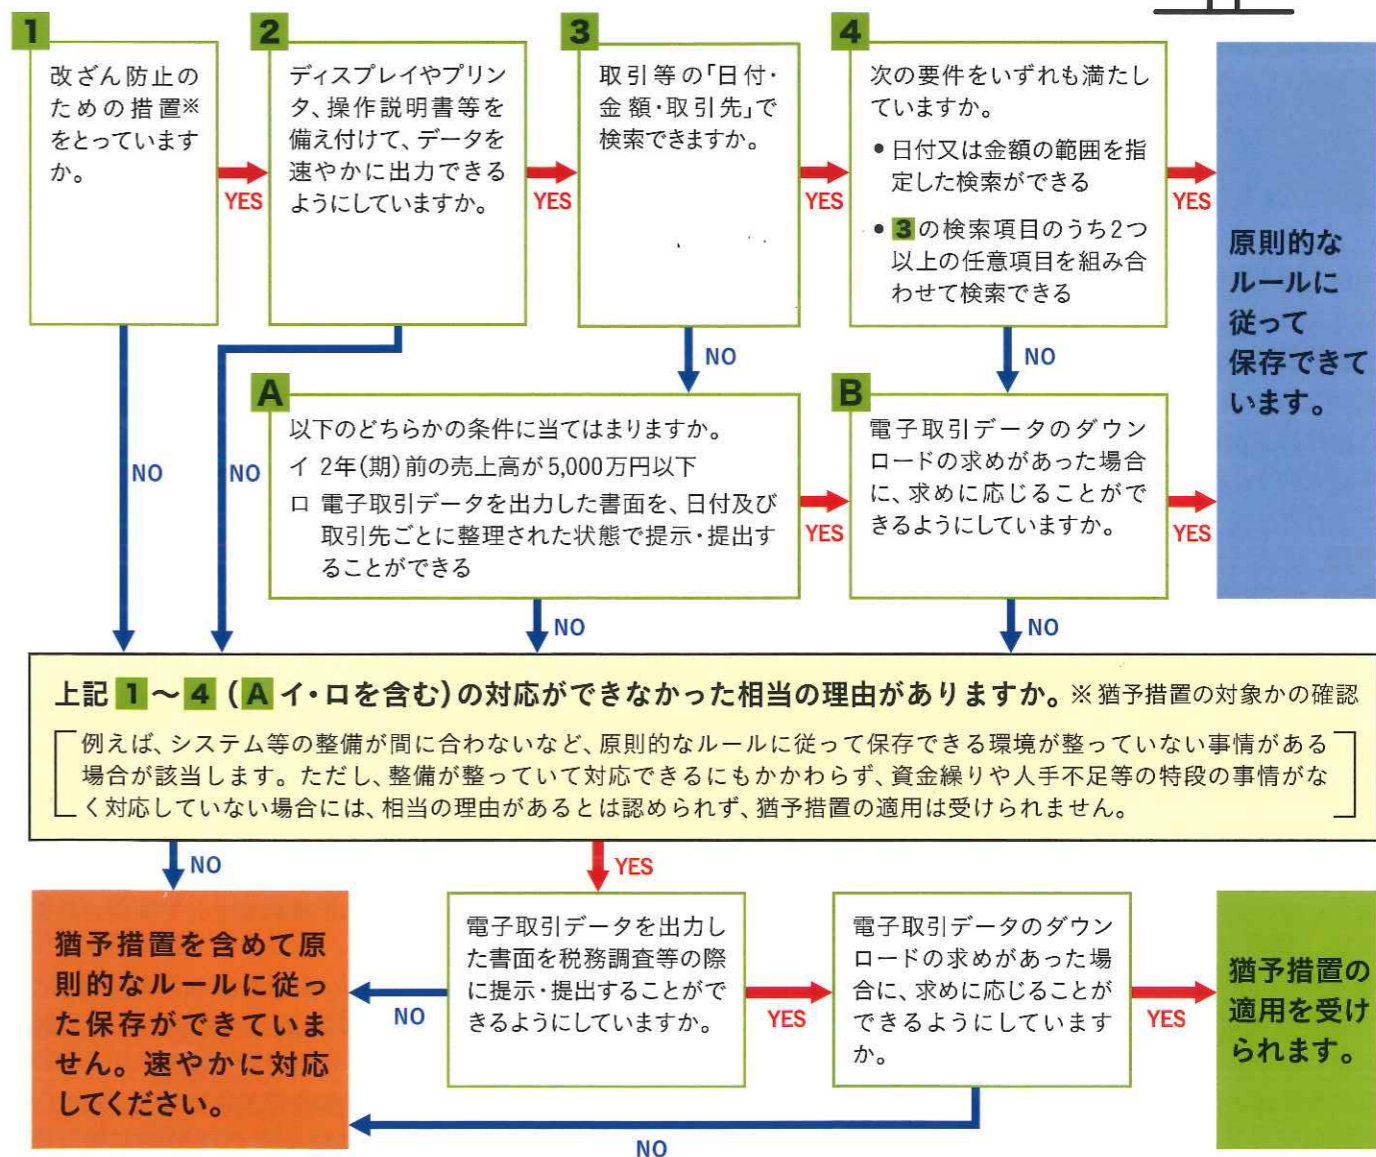 1
改ざん防止の
ための措置※
をとっています
か。
YES
2
ディスプレイやプリン
タ、操作説明書等を
備え付けて、データを
速やかに出力できる
ようにしていますか。
YES
3
取引等の「日付・
金額・取引先」で
検索できますか。
YES
4
次の要件をいずれも満たし
ていますか。
• 日付又は金額の範囲を指
定した検索ができる
• 3の検索項目のうち2つ
以上の任意項目を組み合
わせて検索できる
YES
原則的な
ルールに
従って
保存できて
います。
NO
NO
NO
NO
A
以下のどちらかの条件に当てはまりますか。
イ 2年(期)前の売上高が5,000万円以下
ロ 電子取引データを出力した書面を、日付及び
取引先ごとに整理された状態で提示・提出す
ることができる
YES
B
電子取引データのダウン
ロードの求めがあった場合
に、求めに応じることがで
きるようにしていますか。
YES
NO
NO
上記 1 ～ 4 ( A イ・ロを含む)の対応ができなかった相当の理由がありますか。※猶予措置の対象かの確認
例えば、システム等の整備が間に合わないなど、原則的なルールに従って保存できる環境が整っていない事情がある
場合が該当します。ただし、整備が整っていて対応できるにもかかわらず、資金繰りや人手不足等の特段の事情がな
く対応していない場合には、相当の理由があるとは認められず、猶予措置の適用は受けられません。
NO
YES
猶予措置を含めて原
則的なルールに従っ
た保存ができていま
せん。速やかに対応
してください。
NO
電子取引データを出力し
た書面を税務調査等の際
に提示・提出することがで
きるようにしていますか。
YES
電子取引データのダウン
ロードの求めがあった場
合に、求めに応じることが
できるようにしています
か。
YES
猶予措置の
適用を受け
られます。
NO